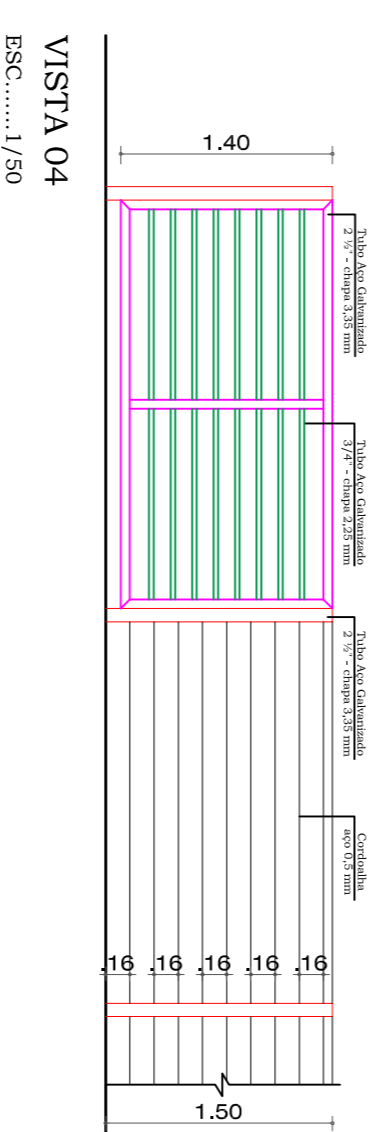 VISTA 04
ESC.......1/50
1.40
Tubo Aço Galvanizado
2 ½" - chapa 3,35 mm
Tubo Aço Galvanizado
3/4" - chapa 2,25 mm
Tubo Aço Galvanizado
2 ½" - chapa 3,35 mm
Cordoalha
aço 0,5 mm
.16 .16 .16 .16 .16
1.50